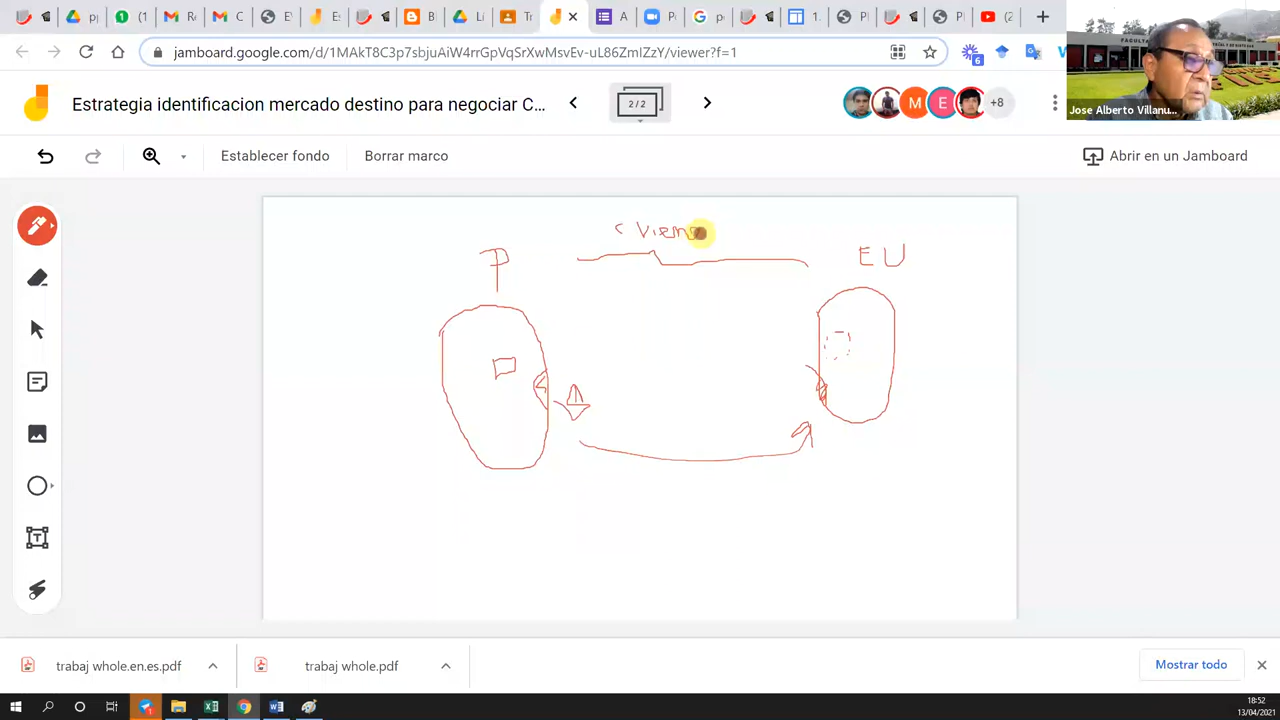 jamboard.google.com/d/1MAkT8C3p7sbjuAiW4rrGpVqSrXwMsvEv-uL86ZmIZzY/viewer?f=1
6
Estrategia identificacion mercado destino para negociar C...
2/2
M
E
+8
Jose Alberto Villanu...
Establecer fondo
Borrar marco
Abrir en un Jamboard
C Vien
P
EU
trabaj whole.en.es.pdf
trabaj whole.pdf
Mostrar todo
18:52
13/04/2021